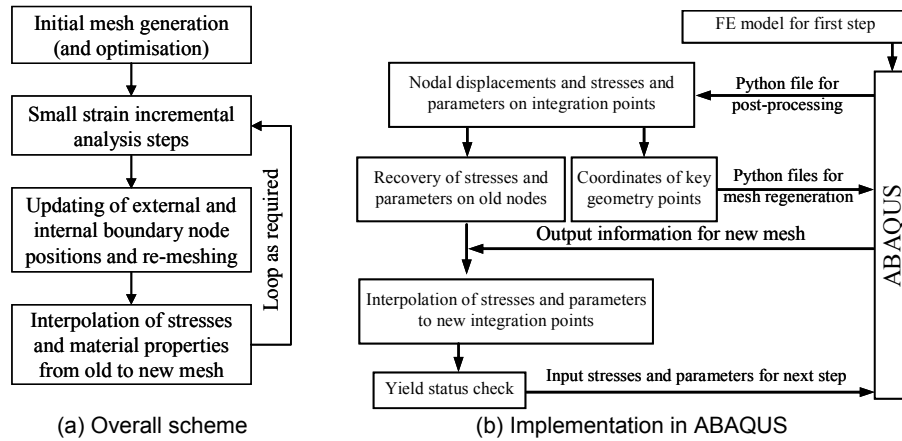 Initial mesh generation
(and optimisation)
Small strain incremental
analysis steps
Updating of external and
internal boundary node
positions and re-meshing
Interpolation of stresses
and material properties
from old to new mesh
Loop as required
(a) Overall scheme
FE model for first step
Nodal displacements and stresses and
parameters on integration points
Python file for
post-processing
Recovery of stresses and
parameters on old nodes
Coordinates of key
geometry points
Python files for
mesh regeneration
Output information for new mesh
Interpolation of stresses and parameters
to new integration points
Yield status check
Input stresses and parameters for next step
ABAQUS
(b) Implementation in ABAQUS